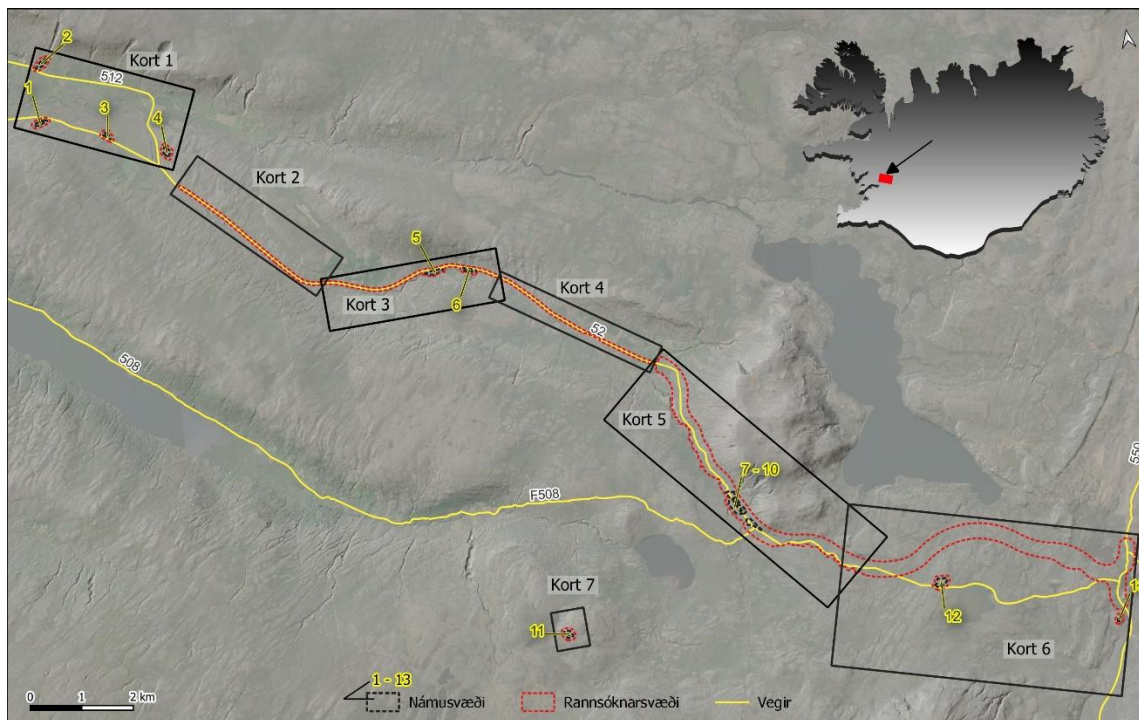 2
Kort 1
512
1
3
4
Kort 2
5
Kort 3
6
Kort 4
52
508
Kort 5
7 - 10
F508
550
Kort 7
11
12
Kort 6
1 - 13
Námusvæði
Rannsóknarsvæði
Vegir
0 1 2 km